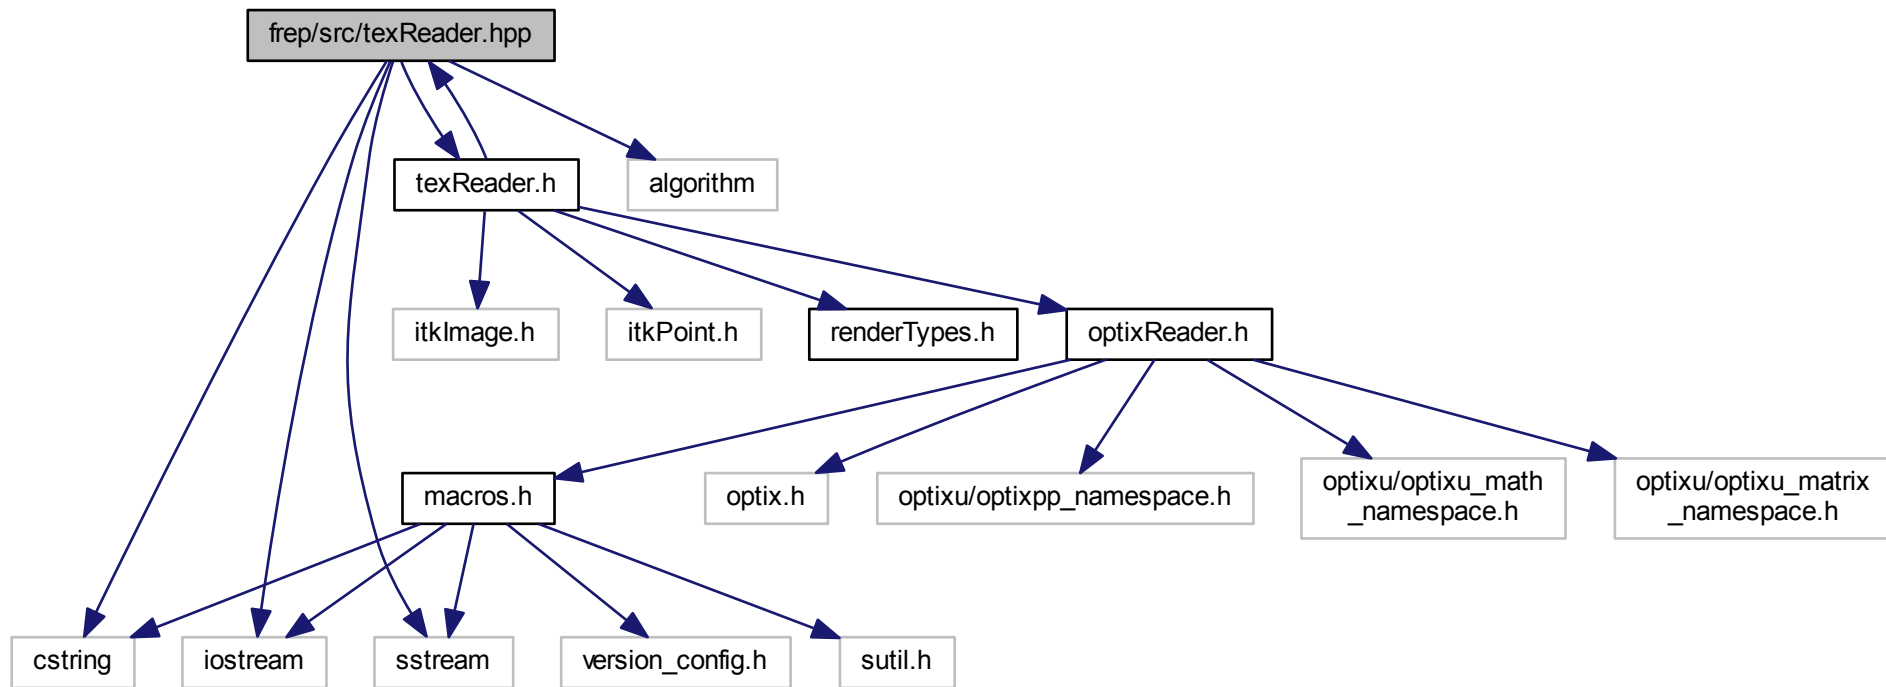 frep/src/texReader.hpp
texReader.h
algorithm
itkImage.h
itkPoint.h
renderTypes.h
optixReader.h
macros.h
optix.h
optixu/optixpp_namespace.h
optixu/optixu_math
_namespace.h
optixu/optixu_matrix
_namespace.h
cstring
iostream
sstream
version_config.h
sutil.h